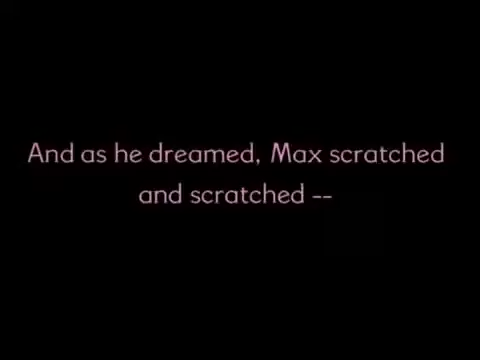 And as he dreamed, Max scratched
and scratched --